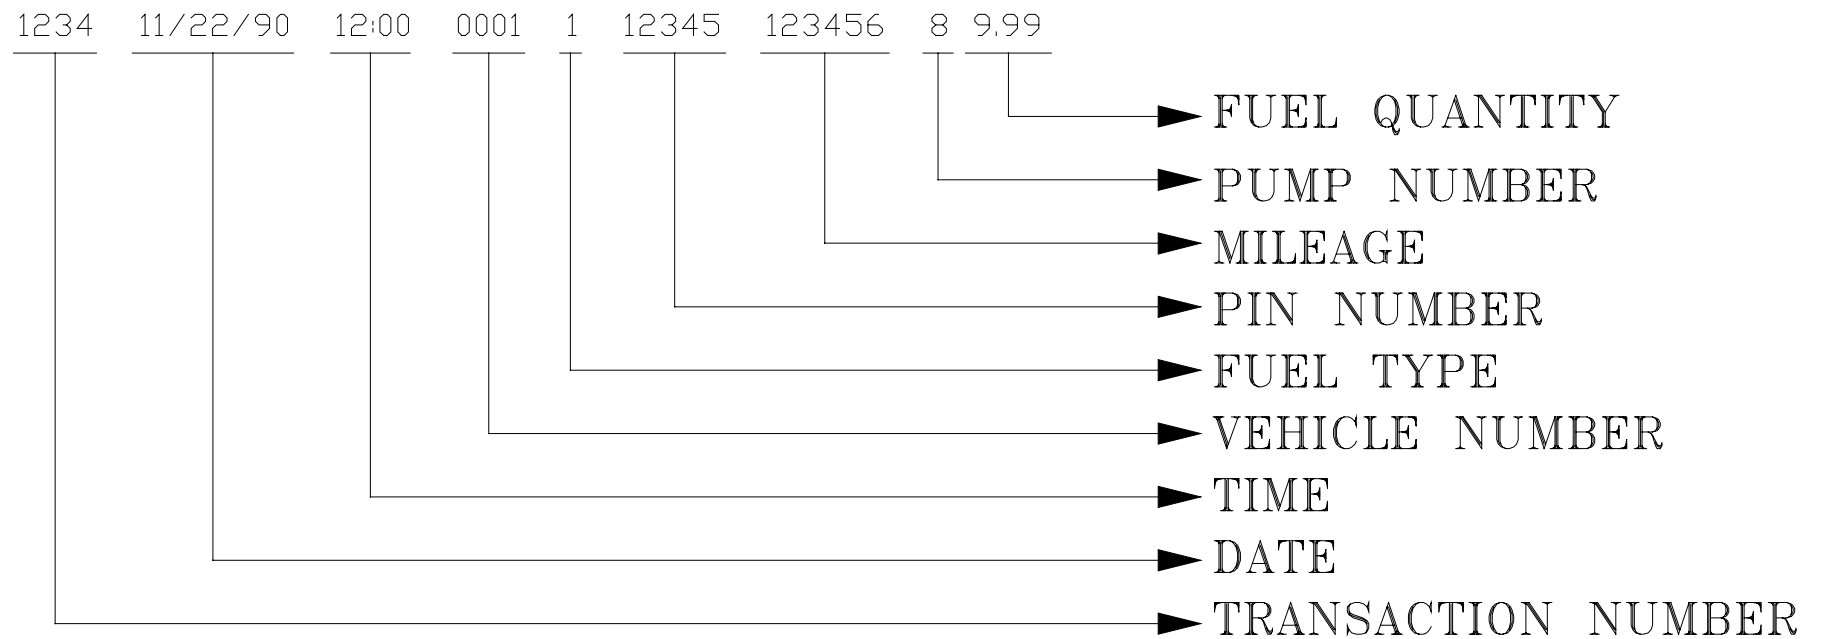 1234 11/22/90 12:00 0001 1 12345 123456 8 9.99
FUEL QUANTITY
PUMP NUMBER
MILEAGE
PIN NUMBER
FUEL TYPE
VEHICLE NUMBER
TIME
DATE
TRANSACTION NUMBER